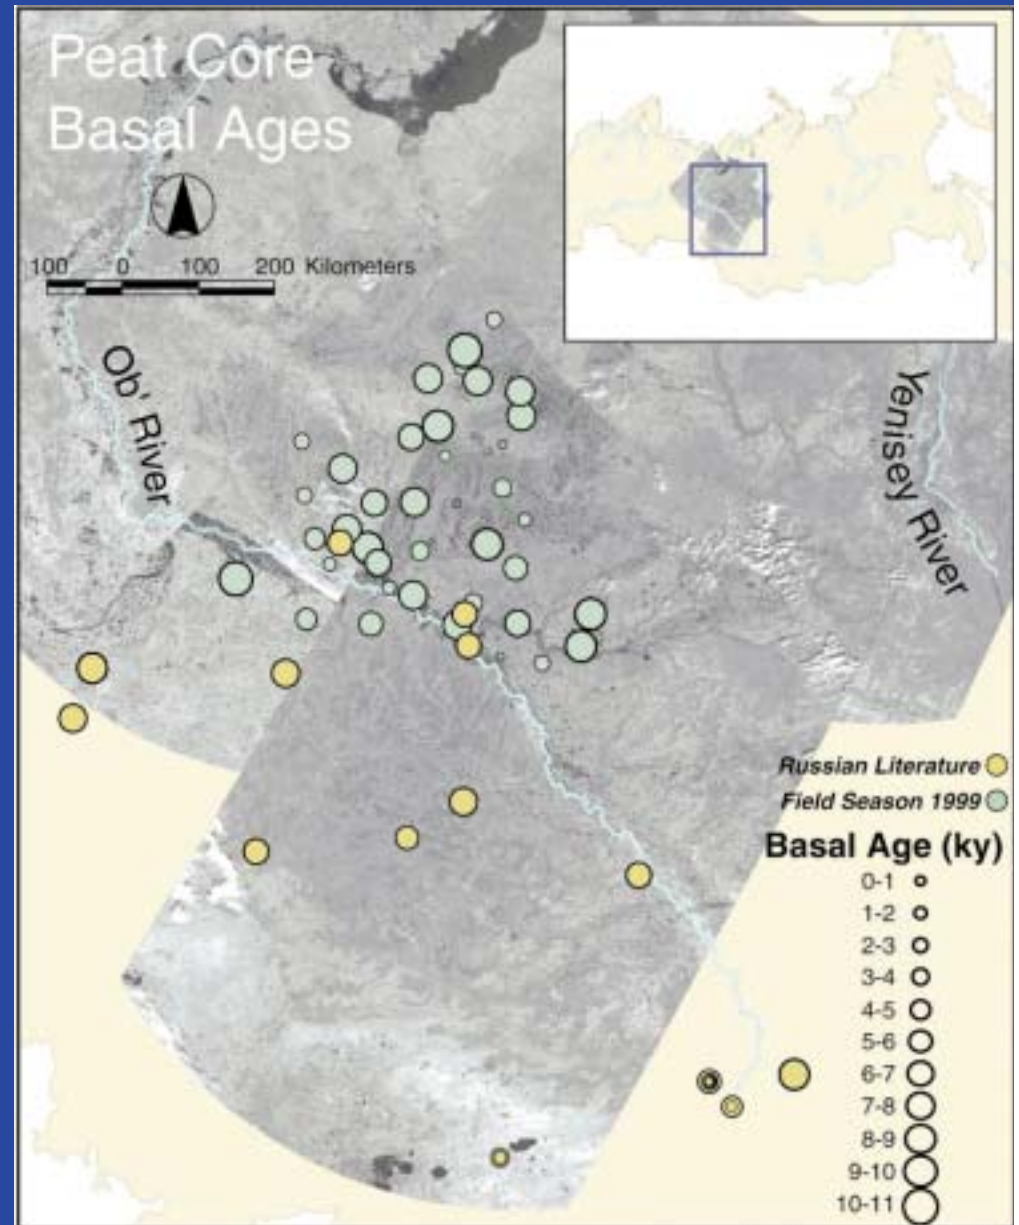 Peat Core
Basal Ages
100 0 100 200 Kilometers
Ob' River
Yenisey River
Russian Literature
Field Season 1999
Basal Age (ky)
0-1
1-2
2-3
3-4
4-5
5-6
6-7
7-8
8-9
9-10
10-11